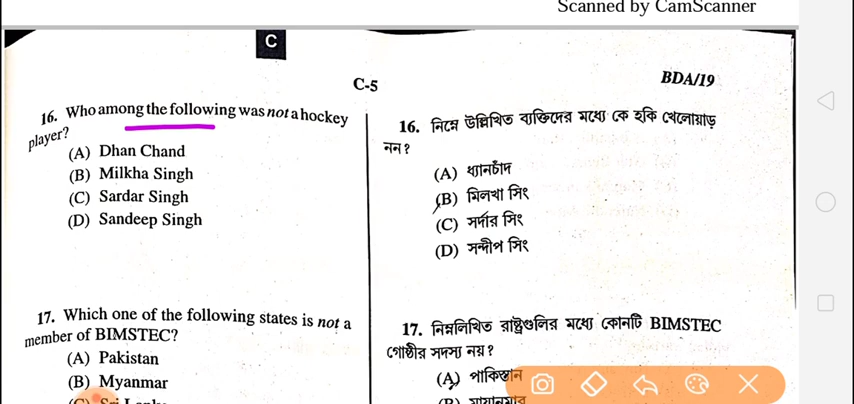 Scanned by CamScanner
C
C-5
BDA/19
16. Who among the following was not a hockey
player?
(A) Dhan Chand
(B) Milkha Singh
(C) Sardar Singh
(D) Sandeep Singh
17. Which one of the following states is not a
member of BIMSTEC?
(A) Pakistan
(B) Myanmar
16. নিম্নে উল্লিখিত ব্যক্তিদের মধ্যে কে হকি খেলোয়াড়
নন ?
(A) ধ্যানচাঁদ
(B) মিলখা সিং
(C) সর্দার সিং
(D) সন্দীপ সিং
17. নিম্নলিখিত রাষ্ট্রগুলির মধ্যে কোনটি BIMSTEC
গোষ্ঠীর সদস্য নয় ?
(A) পাকিস্তান